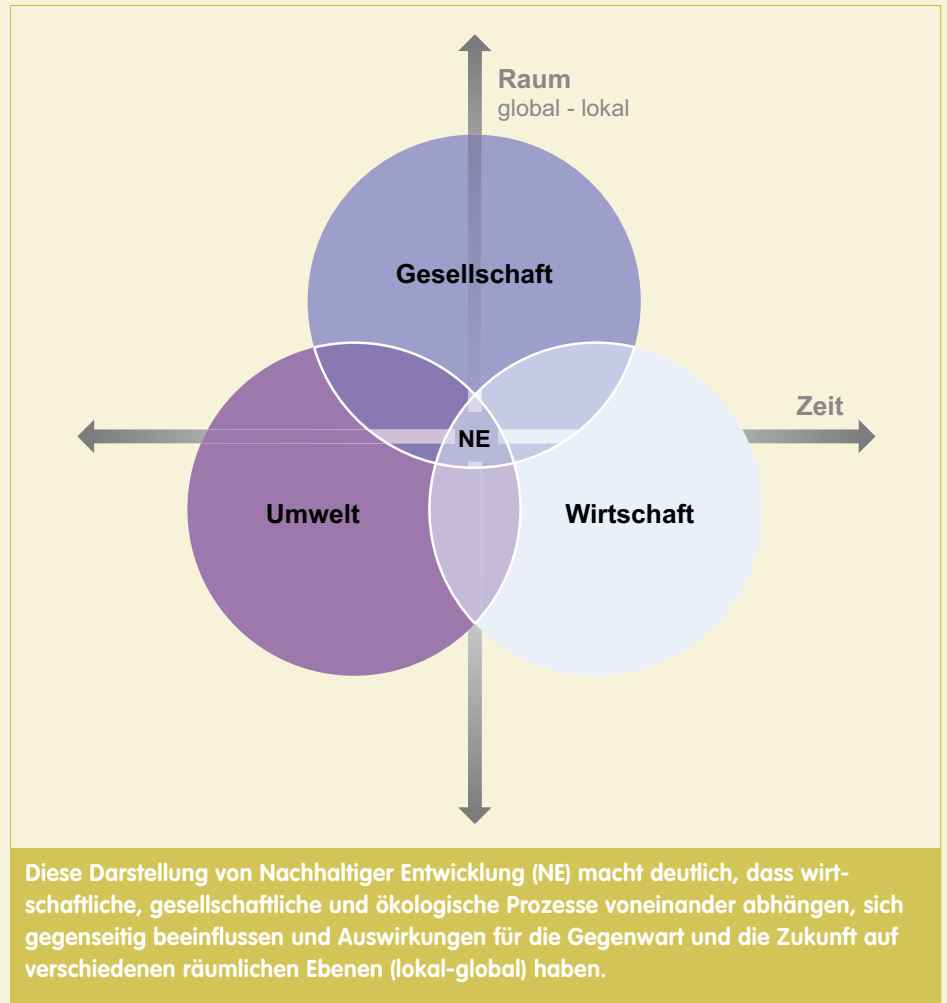 Raum
global - lokal
Gesellschaft
Zeit
NE
Umwelt
Wirtschaft
Diese Darstellung von Nachhaltiger Entwicklung (NE) macht deutlich, dass wirt-
schaftliche, gesellschaftliche und ökologische Prozesse voneinander abhängen, sich
gegenseitig beeinflussen und Auswirkungen für die Gegenwart und die Zukunft auf
verschiedenen räumlichen Ebenen (lokal-global) haben.